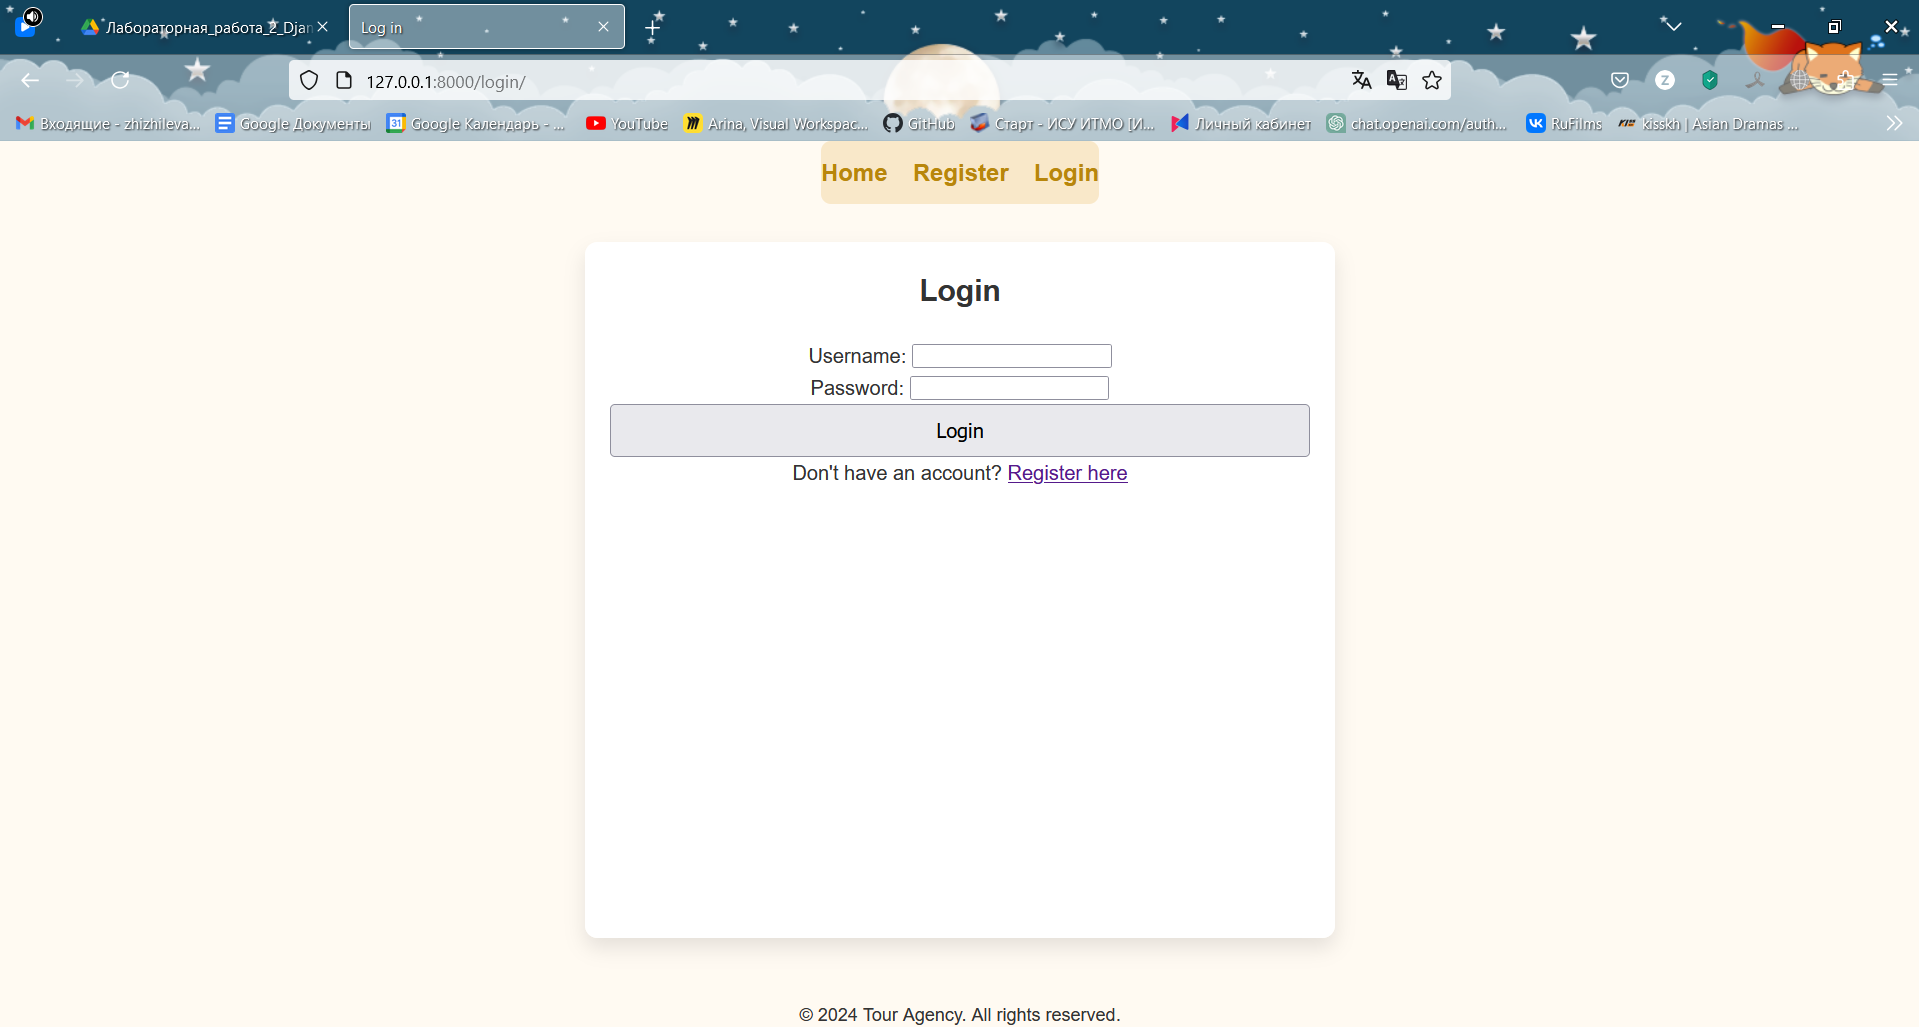 Лабораторная_работа_2_Djan
Log in
127.0.0.1:8000/login/
Входящие - zhizhileva... Google Документы Google Календарь - ... YouTube Arina, Visual Workspac... GitHub Старт - ИСУ ИТМО [И... Личный кабинет chat.openai.com/auth... RuFilms kisskh | Asian Dramas ...
Home Register Login
Login
Username:
Password:
Login
Don't have an account? Register here
© 2024 Tour Agency. All rights reserved.